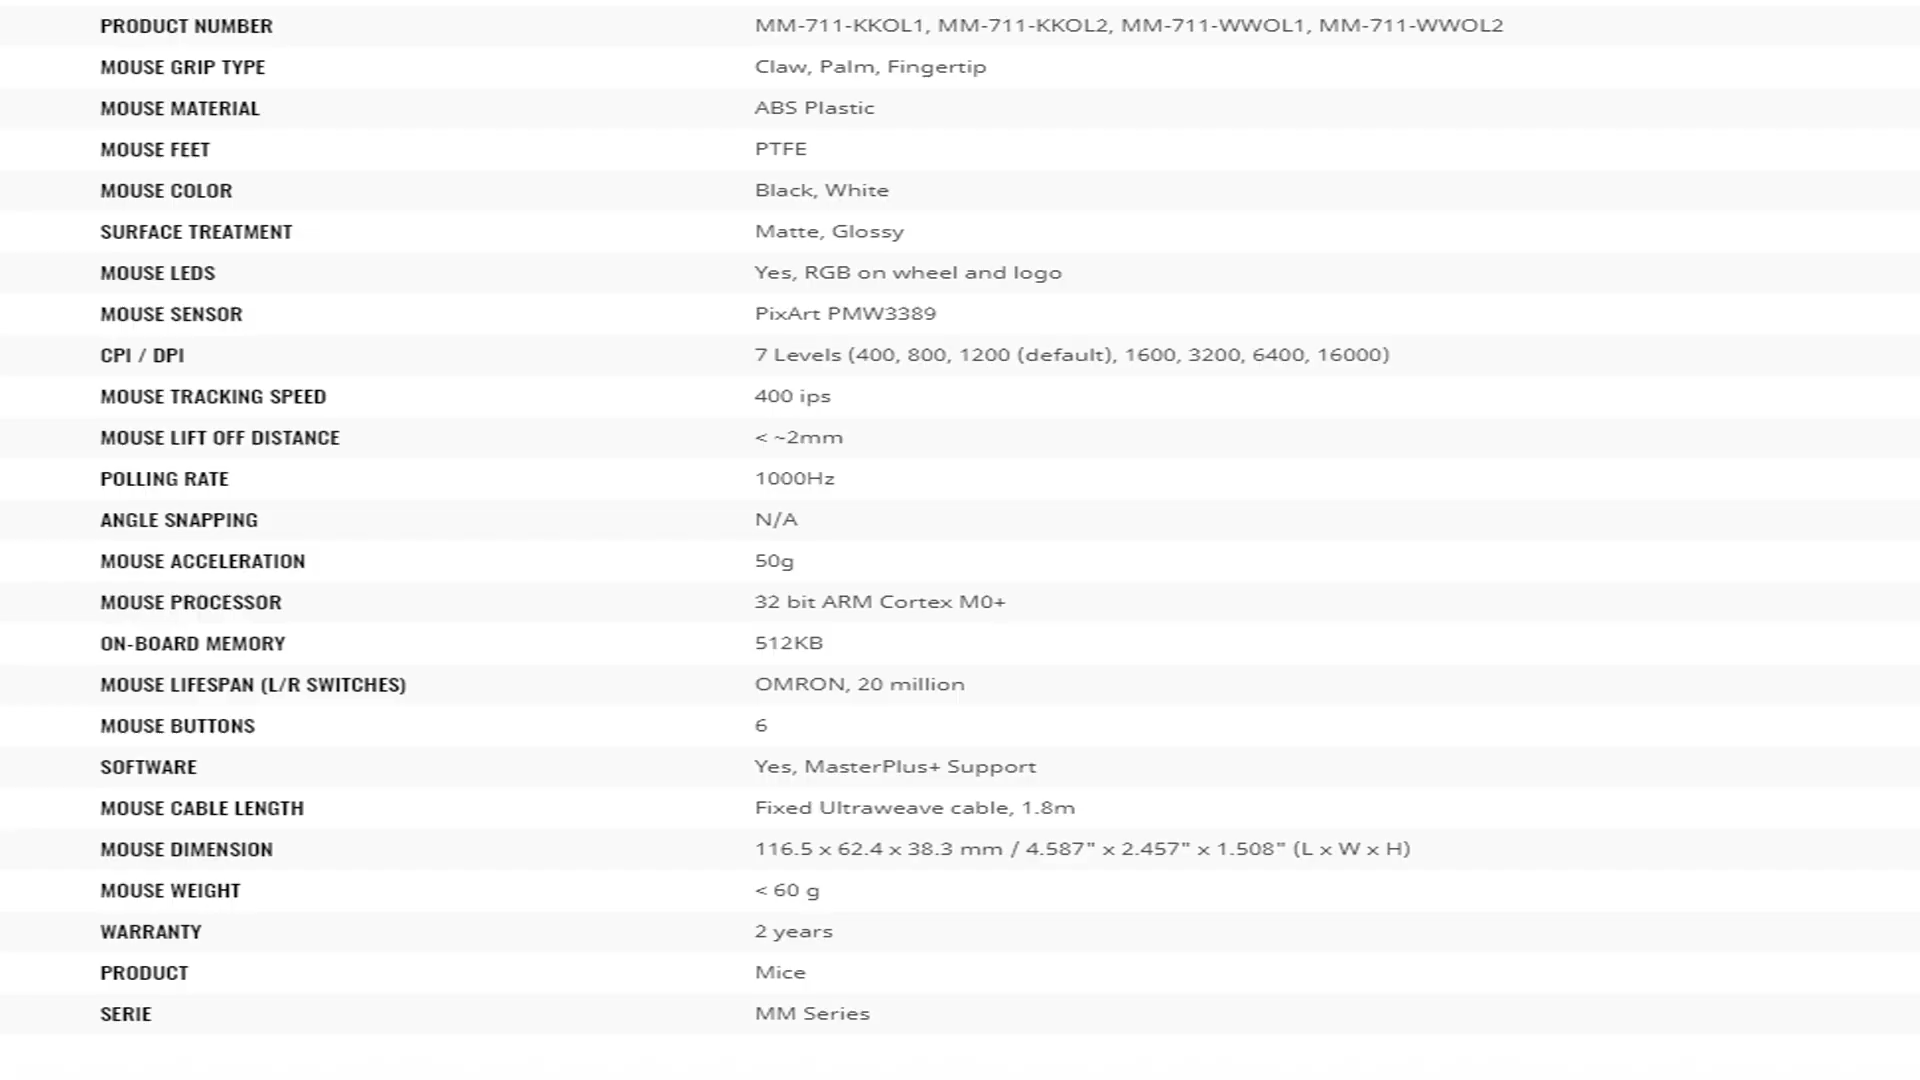 PRODUCT NUMBER MM-711-KKOL1, MM-711-KKOL2, MM-711-WWOL1, MM-711-WWOL2
MOUSE GRIP TYPE Claw, Palm, Fingertip
MOUSE MATERIAL ABS Plastic
MOUSE FEET PTFE
MOUSE COLOR Black, White
SURFACE TREATMENT Matte, Glossy
MOUSE LEDS Yes, RGB on wheel and logo
MOUSE SENSOR PixArt PMW3389
CPI / DPI 7 Levels (400, 800, 1200 (default), 1600, 3200, 6400, 16000)
MOUSE TRACKING SPEED 400 ips
MOUSE LIFT OFF DISTANCE < ~2mm
POLLING RATE 1000Hz
ANGLE SNAPPING N/A
MOUSE ACCELERATION 50g
MOUSE PROCESSOR 32 bit ARM Cortex M0+
ON-BOARD MEMORY 512KB
MOUSE LIFESPAN (L/R SWITCHES) OMRON, 20 million
MOUSE BUTTONS 6
SOFTWARE Yes, MasterPlus+ Support
MOUSE CABLE LENGTH Fixed Ultraweave cable, 1.8m
MOUSE DIMENSION 116.5 x 62.4 x 38.3 mm / 4.587" x 2.457" x 1.508" (L x W x H)
MOUSE WEIGHT < 60 g
WARRANTY 2 years
PRODUCT Mice
SERIE MM Series